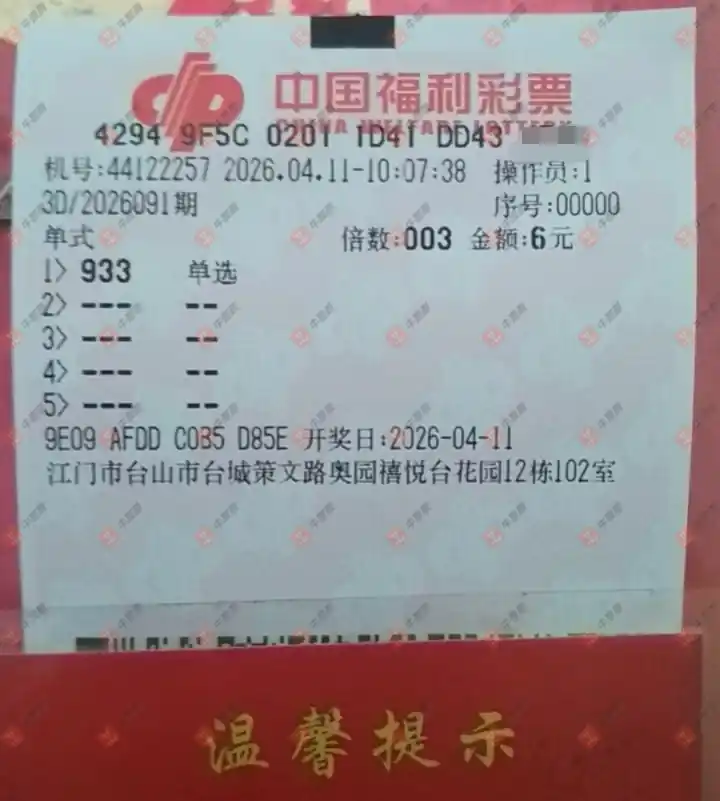 中国福利彩票
CHINA WELFARE LOTTERY
4294 9F5C 0201 1D41 DD43
机号:44122257 2026.04.11-10:07:38 操作员:1
3D/2026091期 序号:00000
单式 倍数:003 金额:6元
1> 933 单选
2> --- --
3> --- --
4> --- --
5> --- --
9E09 AFDD C0B5 D85E 开奖日:2026-04-11
江门市台山市台城策文路奥园禧悦台花园12栋102室
温馨提示